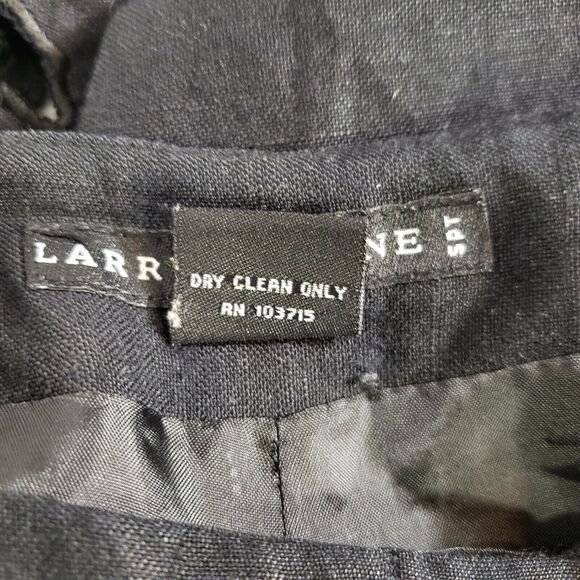 LARR NE SPT
DRY CLEAN ONLY
RN 103715